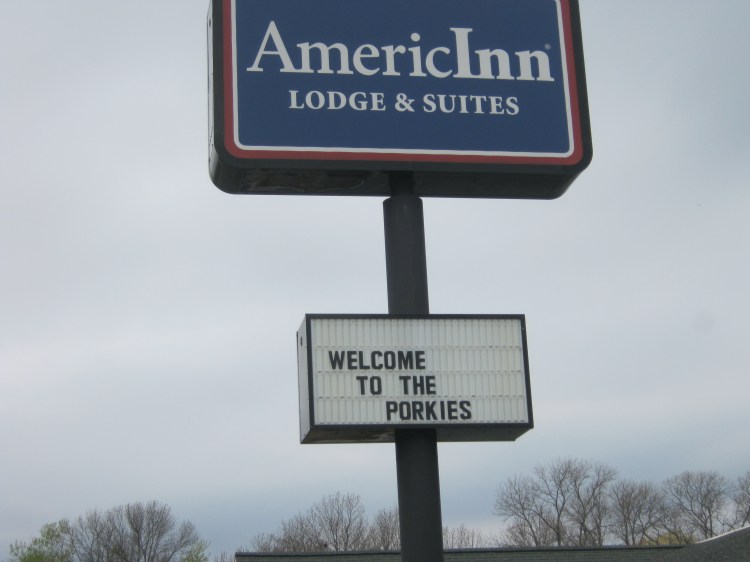 AmericInn
LODGE & SUITES
WELCOME
TO THE
PORKIES